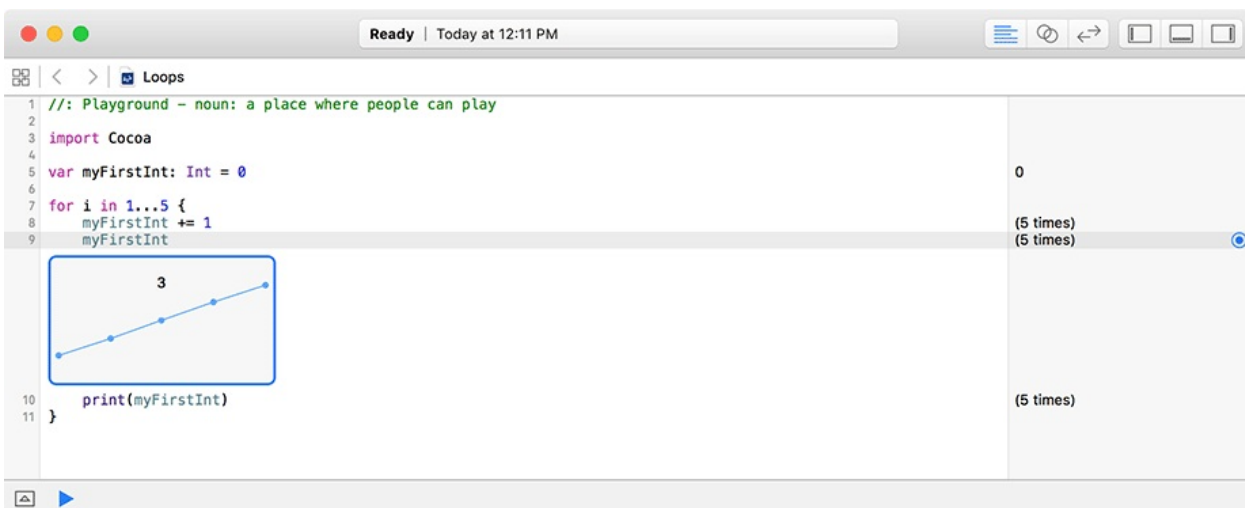 Ready | Today at 12:11 PM
Loops
1 //: Playground – noun: a place where people can play
2
3 import Cocoa
4
5 var myFirstInt: Int = 0 0
6
7 for i in 1...5 {
8 myFirstInt += 1 (5 times)
9 myFirstInt (5 times)
3
10 print(myFirstInt) (5 times)
11 }